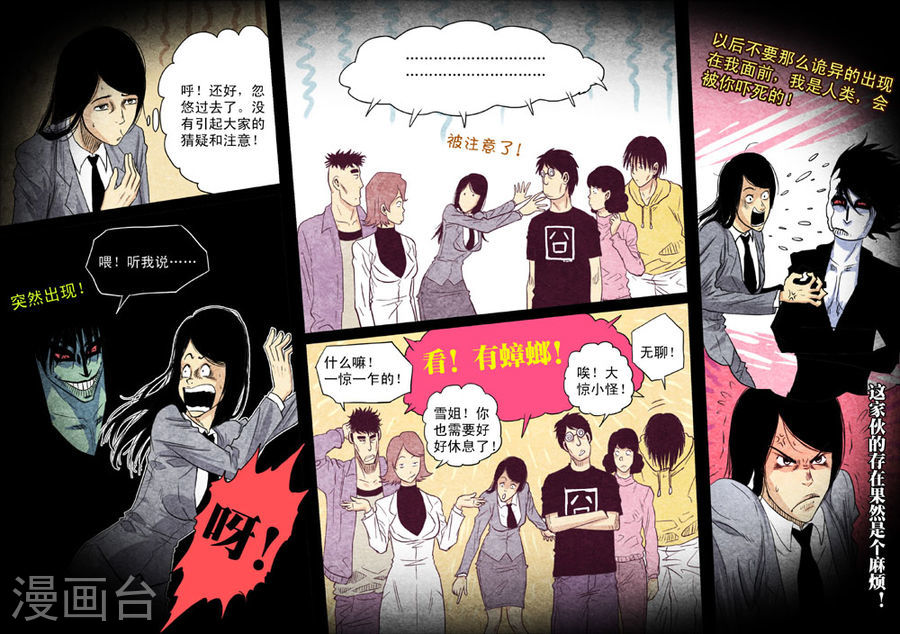 呼！还好，忽
悠过去了。没
有引起大家的
猜疑和注意！
喂！听我说……
突然出现！
呀！
………………………………
………………………………
被注意了！
囧
什么嘛！
一惊一乍的！
看！有蟑螂！
雪姐！你
也需要好
好休息了！
唉！大
惊小怪！
无聊！
囧
以后不要那么诡异的出现
在我面前，我是人类，会
被你吓死的！
这家伙的存在果然是个麻烦！
漫画台